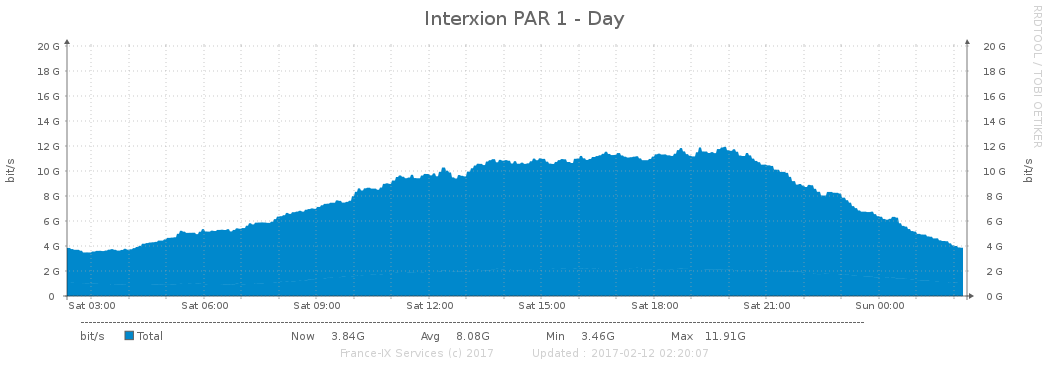 Interxion PAR 1 - Day
RRDTOOL / TOBI OETIKER
20 G 20 G
18 G 18 G
16 G 16 G
14 G 14 G
12 G 12 G
10 G 10 G
8 G 8 G
6 G 6 G
4 G 4 G
2 G 2 G
0 0 G
bit/s bit/s
Sat 03:00 Sat 06:00 Sat 09:00 Sat 12:00 Sat 15:00 Sat 18:00 Sat 21:00 Sun 00:00
bit/s Total Now 3.84G Avg 8.08G Min 3.46G Max 11.91G
France-IX Services (c) 2017 Updated : 2017-02-12 02:20:07